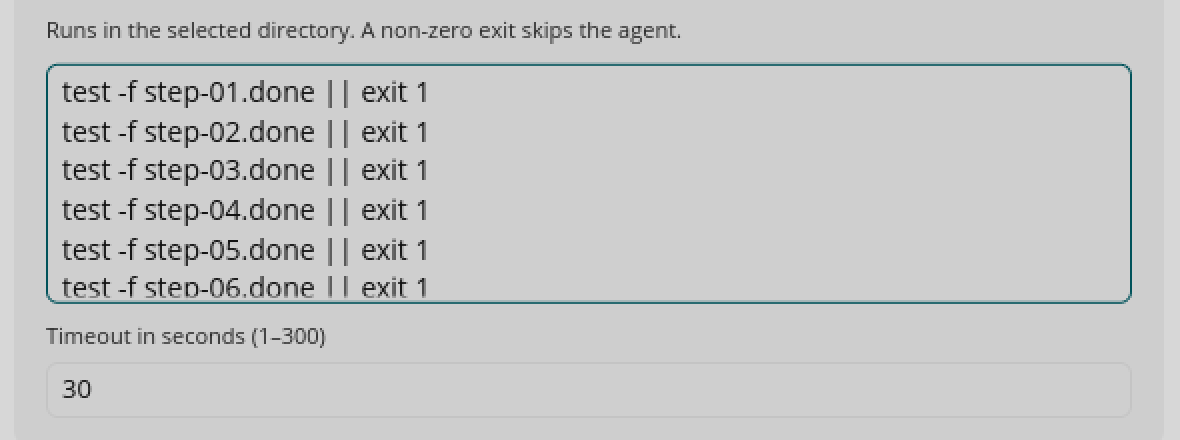 Runs in the selected directory. A non-zero exit skips the agent.
test -f step-01.done || exit 1
test -f step-02.done || exit 1
test -f step-03.done || exit 1
test -f step-04.done || exit 1
test -f step-05.done || exit 1
test -f step-06.done || exit 1
Timeout in seconds (1–300)
30